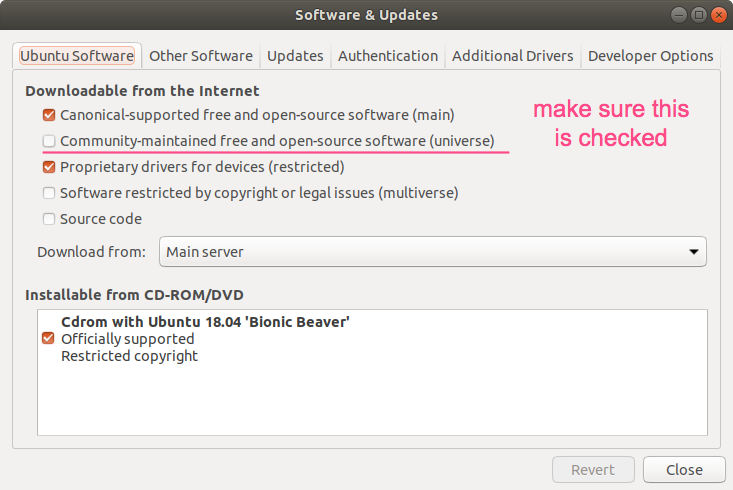 Software & Updates
Ubuntu Software Other Software Updates Authentication Additional Drivers Developer Options
Downloadable from the Internet
Canonical-supported free and open-source software (main)
Community-maintained free and open-source software (universe)
make sure this
is checked
Proprietary drivers for devices (restricted)
Software restricted by copyright or legal issues (multiverse)
Source code
Download from: Main server
Installable from CD-ROM/DVD
Cdrom with Ubuntu 18.04 'Bionic Beaver'
Officially supported
Restricted copyright
Revert Close